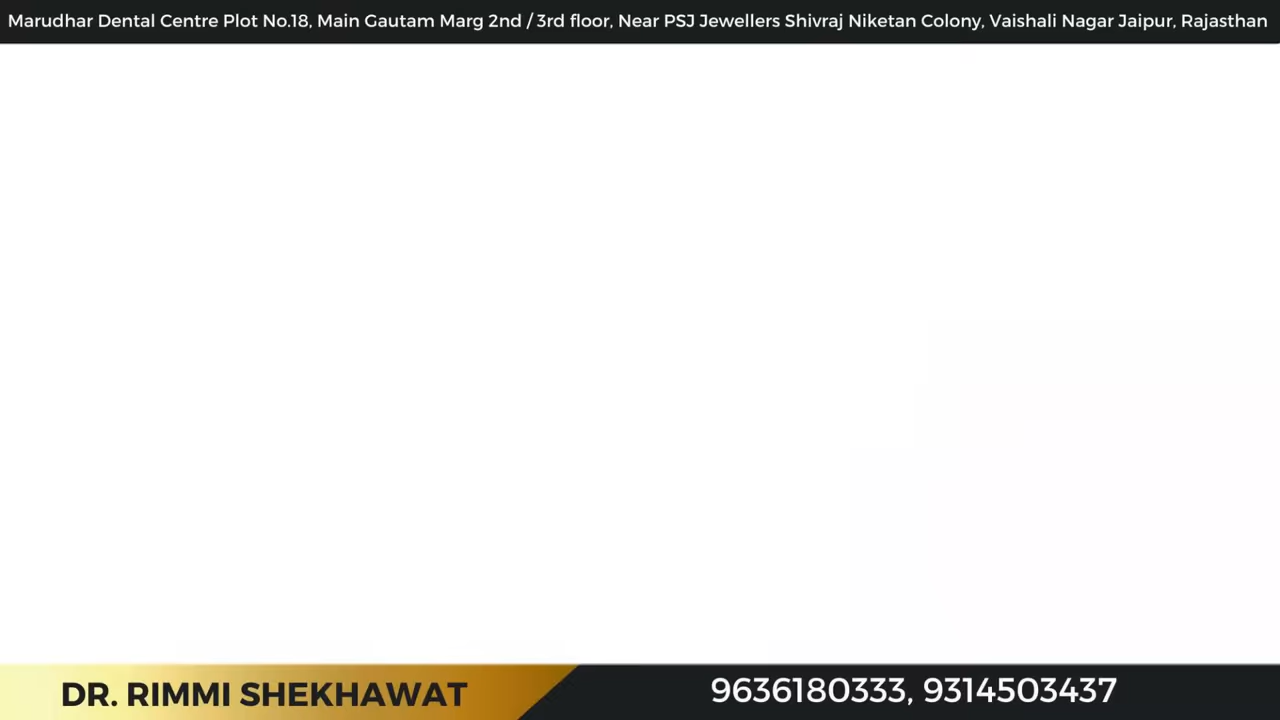 Marudhar Dental Centre Plot No.18, Main Gautam Marg 2nd / 3rd floor, Near PSJ Jewellers Shivraj Niketan Colony, Vaishali Nagar Jaipur, Rajasthan
DR. RIMMI SHEKHAWAT
9636180333, 9314503437